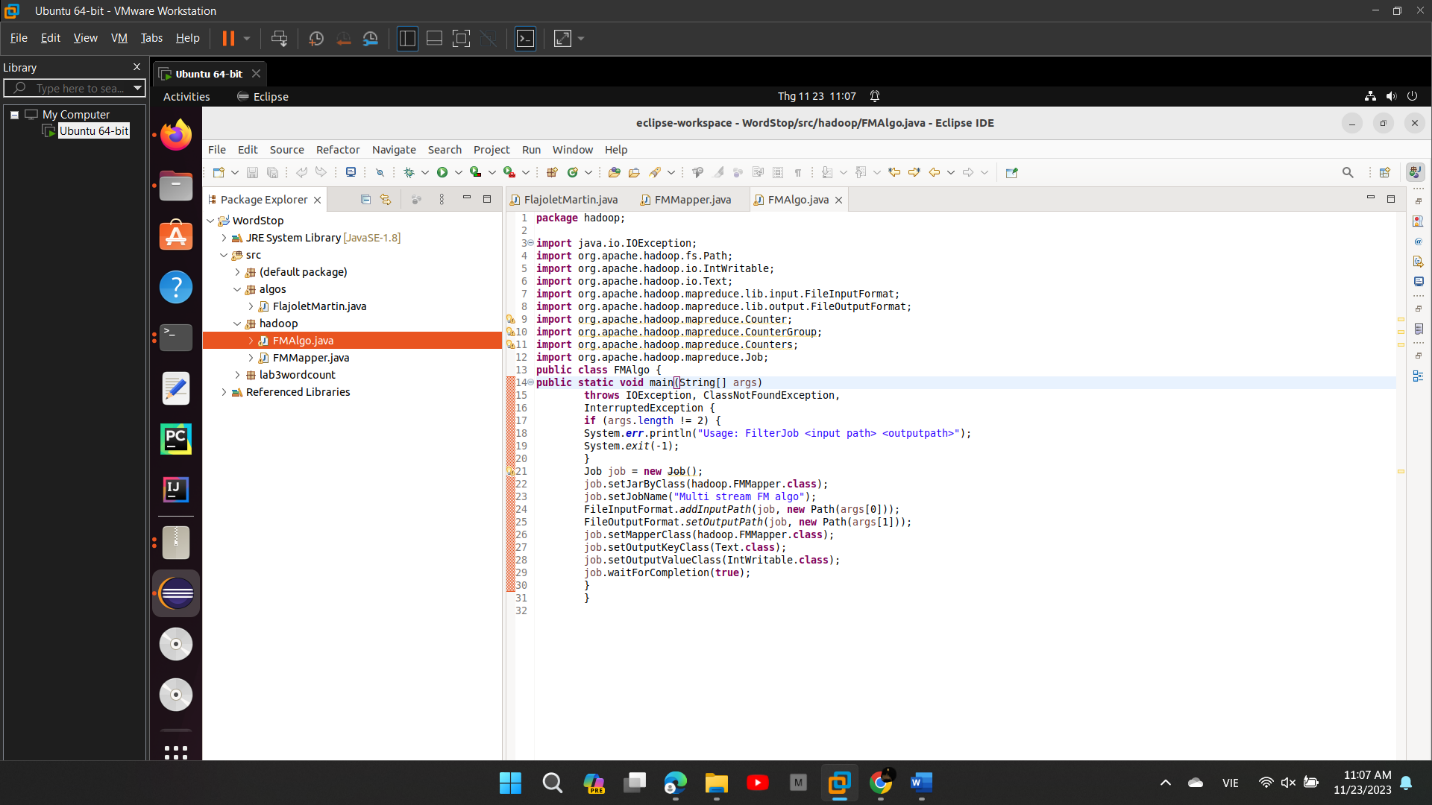 Ubuntu 64-bit - VMware Workstation
File Edit View VM Tabs Help
Library
Type here to sea...
My Computer
Ubuntu 64-bit
Ubuntu 64-bit
Activities Eclipse Thg 11 23 11:07
eclipse-workspace - WordStop/src/hadoop/FMAlgo.java - Eclipse IDE
File Edit Source Refactor Navigate Search Project Run Window Help
Package Explorer
WordStop
JRE System Library [JavaSE-1.8]
src
(default package)
algos
FlajoletMartin.java
hadoop
FMAlgo.java
FMMapper.java
lab3wordcount
Referenced Libraries
FlajoletMartin.java FMMapper.java FMAlgo.java
1 package hadoop;
2
3 import java.io.IOException;
4 import org.apache.hadoop.fs.Path;
5 import org.apache.hadoop.io.IntWritable;
6 import org.apache.hadoop.io.Text;
7 import org.apache.hadoop.mapreduce.lib.input.FileInputFormat;
8 import org.apache.hadoop.mapreduce.lib.output.FileOutputFormat;
9 import org.apache.hadoop.mapreduce.Counter;
10 import org.apache.hadoop.mapreduce.CounterGroup;
11 import org.apache.hadoop.mapreduce.Counters;
12 import org.apache.hadoop.mapreduce.Job;
13 public class FMAlgo {
14 public static void main(String[] args)
15 throws IOException, ClassNotFoundException,
16 InterruptedException {
17 if (args.length != 2) {
18 System.err.println("Usage: FilterJob <input path> <outputpath>");
19 System.exit(-1);
20 }
21 Job job = new Job();
22 job.setJarByClass(hadoop.FMMapper.class);
23 job.setJobName("Multi stream FM algo");
24 FileInputFormat.addInputPath(job, new Path(args[0]));
25 FileOutputFormat.setOutputPath(job, new Path(args[1]));
26 job.setMapperClass(hadoop.FMMapper.class);
27 job.setOutputKeyClass(Text.class);
28 job.setOutputValueClass(IntWritable.class);
29 job.waitForCompletion(true);
30 }
31 }
32
PC
IJ
PRE
M
W
VIE
11:07 AM
11/23/2023